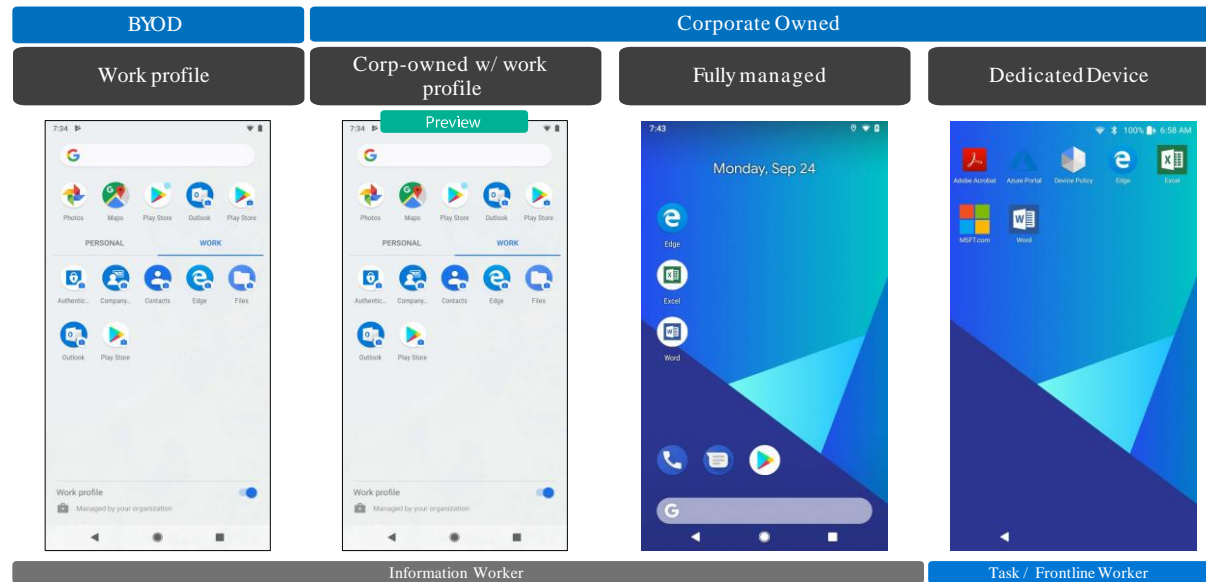 BYOD
Corporate Owned
Work profile
Corp-owned w/ work
profile
Fully managed
Dedicated Device
7:34
Photos
Maps
Play Store
Outlook
Play Store
PERSONAL
WORK
Authentic...
Company...
Contacts
Edge
Files
Outlook
Play Store
Work profile
Managed by your organization
Preview
7:34
Photos
Maps
Play Store
Outlook
Play Store
PERSONAL
WORK
Authentic...
Company...
Contacts
Edge
Files
Outlook
Play Store
Work profile
Managed by your organization
7:43
Monday, Sep 24
Edge
Excel
Word
100% 6:58 AM
Adobe Acrobat
Azure Portal
Device Policy
Edge
Excel
MSFT.com
Word
Information Worker
Task / Frontline Worker